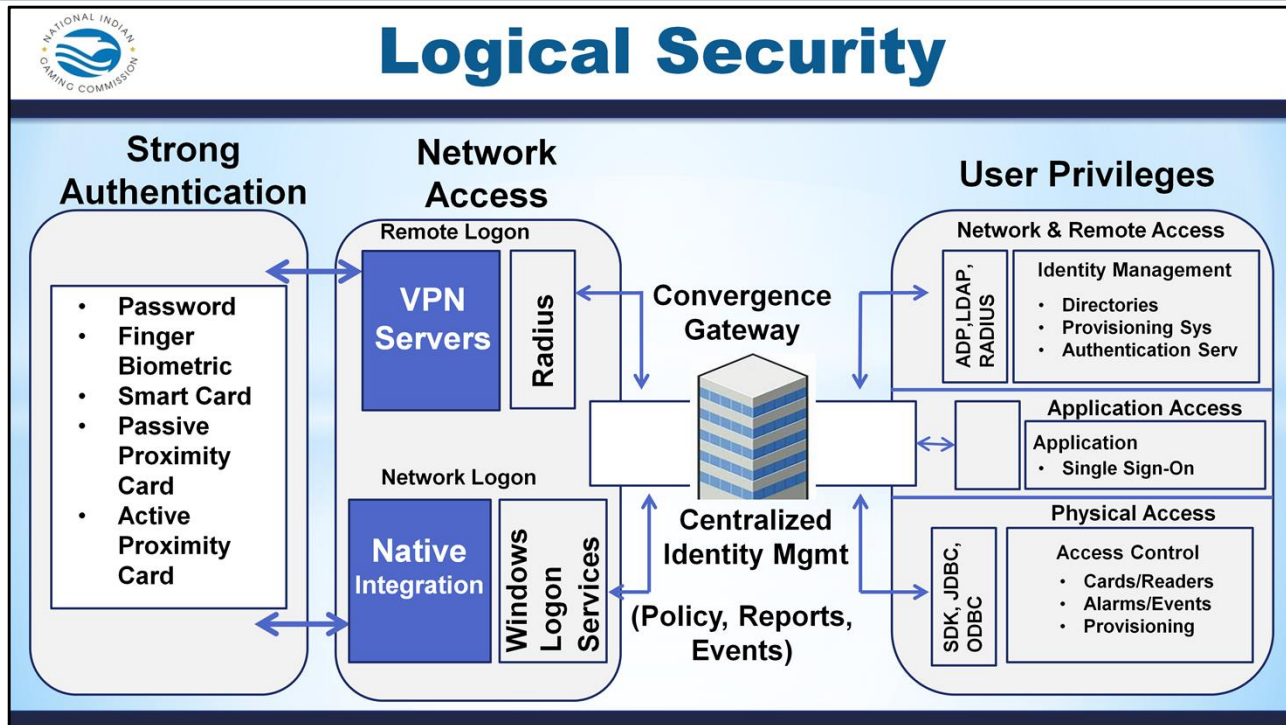 NATIONAL INDIAN
GAMING COMMISSION
Logical Security
Strong
Authentication
• Password
• Finger
Biometric
• Smart Card
• Passive
Proximity
Card
• Active
Proximity
Card
Network
Access
Remote Logon
VPN
Servers
Radius
Network Logon
Native
Integration
Windows
Logon
Services
Convergence
Gateway
Centralized
Identity Mgmt
(Policy, Reports,
Events)
User Privileges
Network & Remote Access
ADP,LDAP,
RADIUS
Identity Management
• Directories
• Provisioning Sys
• Authentication Serv
Application Access
Application
• Single Sign-On
Physical Access
SDK, JDBC,
ODBC
Access Control
• Cards/Readers
• Alarms/Events
• Provisioning